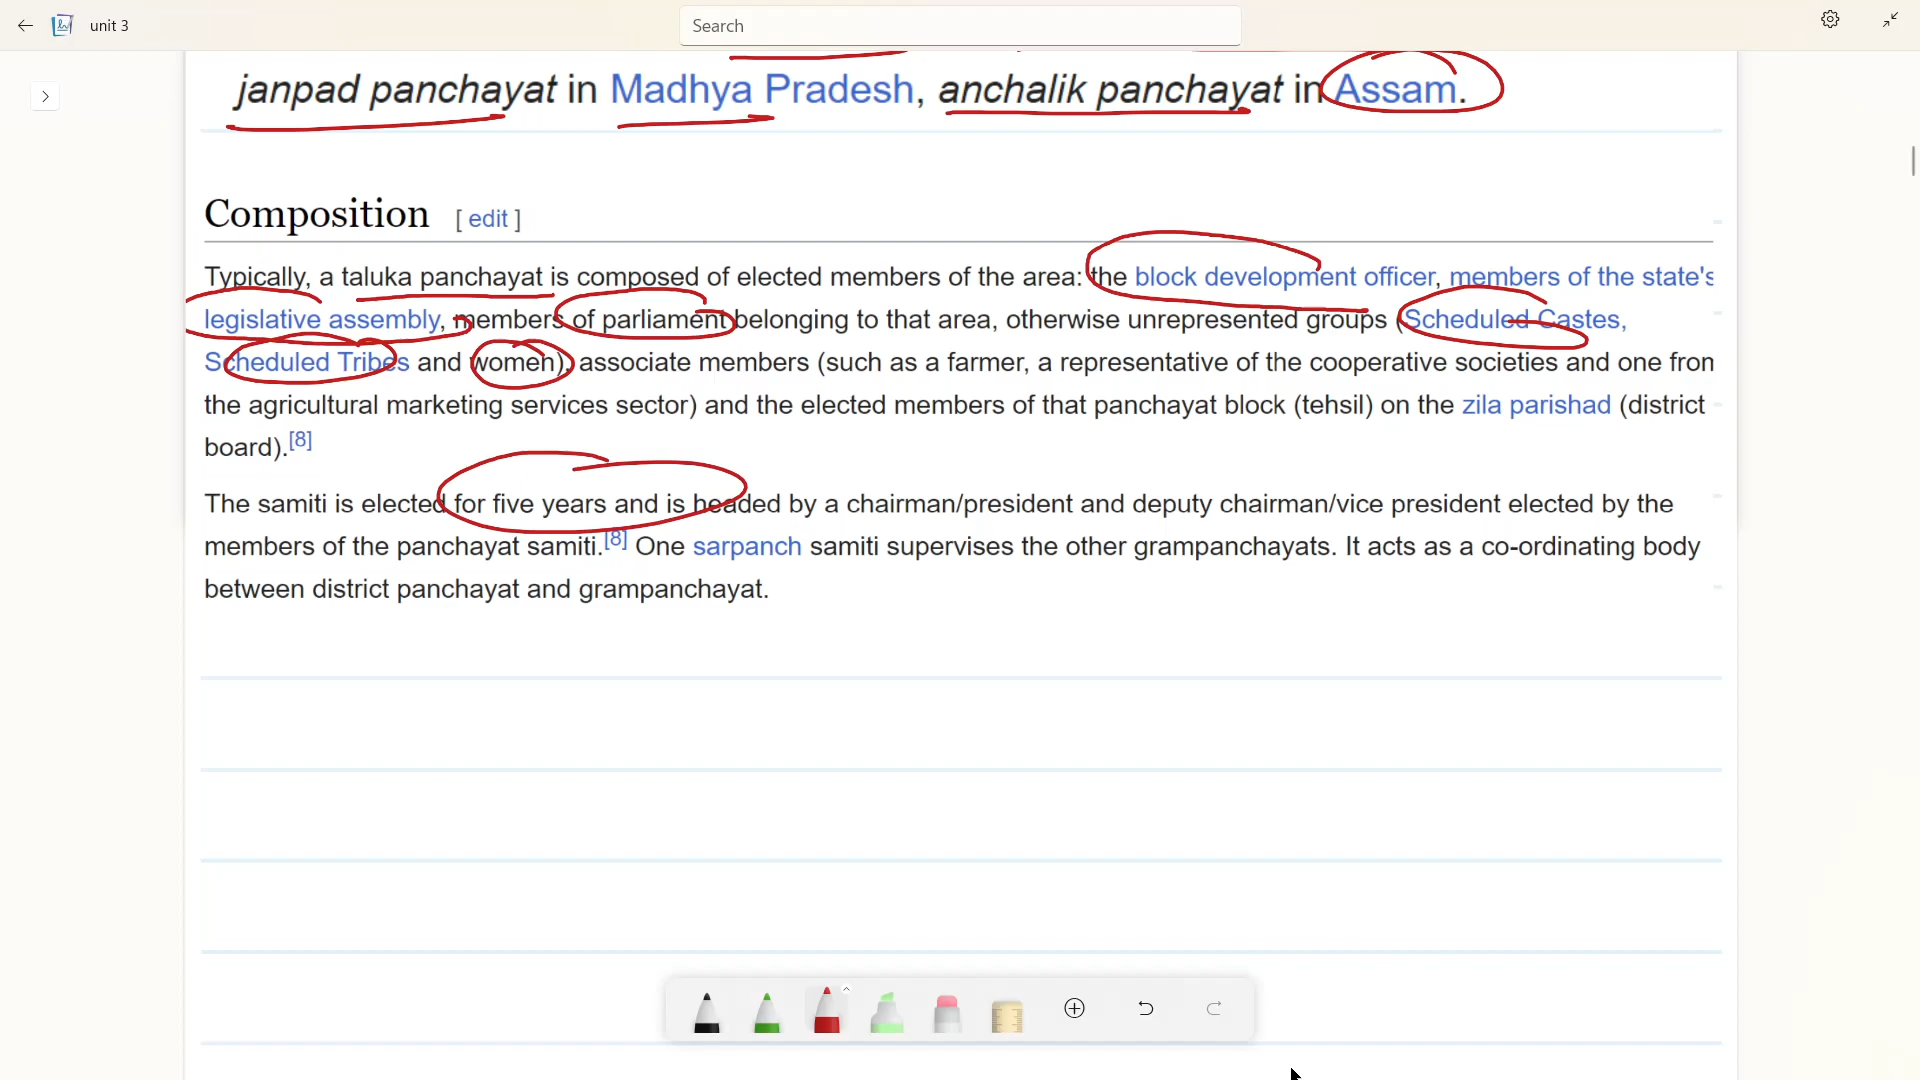 unit 3
Search
janpad panchayat in Madhya Pradesh, anchalik panchayat in Assam.
Composition [ edit ]
Typically, a taluka panchayat is composed of elected members of the area: the block development officer, members of the state's
legislative assembly, members of parliament belonging to that area, otherwise unrepresented groups (Scheduled Castes,
Scheduled Tribes and women), associate members (such as a farmer, a representative of the cooperative societies and one from
the agricultural marketing services sector) and the elected members of that panchayat block (tehsil) on the zila parishad (district
board).[8]
The samiti is elected for five years and is headed by a chairman/president and deputy chairman/vice president elected by the
members of the panchayat samiti.[8] One sarpanch samiti supervises the other grampanchayats. It acts as a co-ordinating body
between district panchayat and grampanchayat.